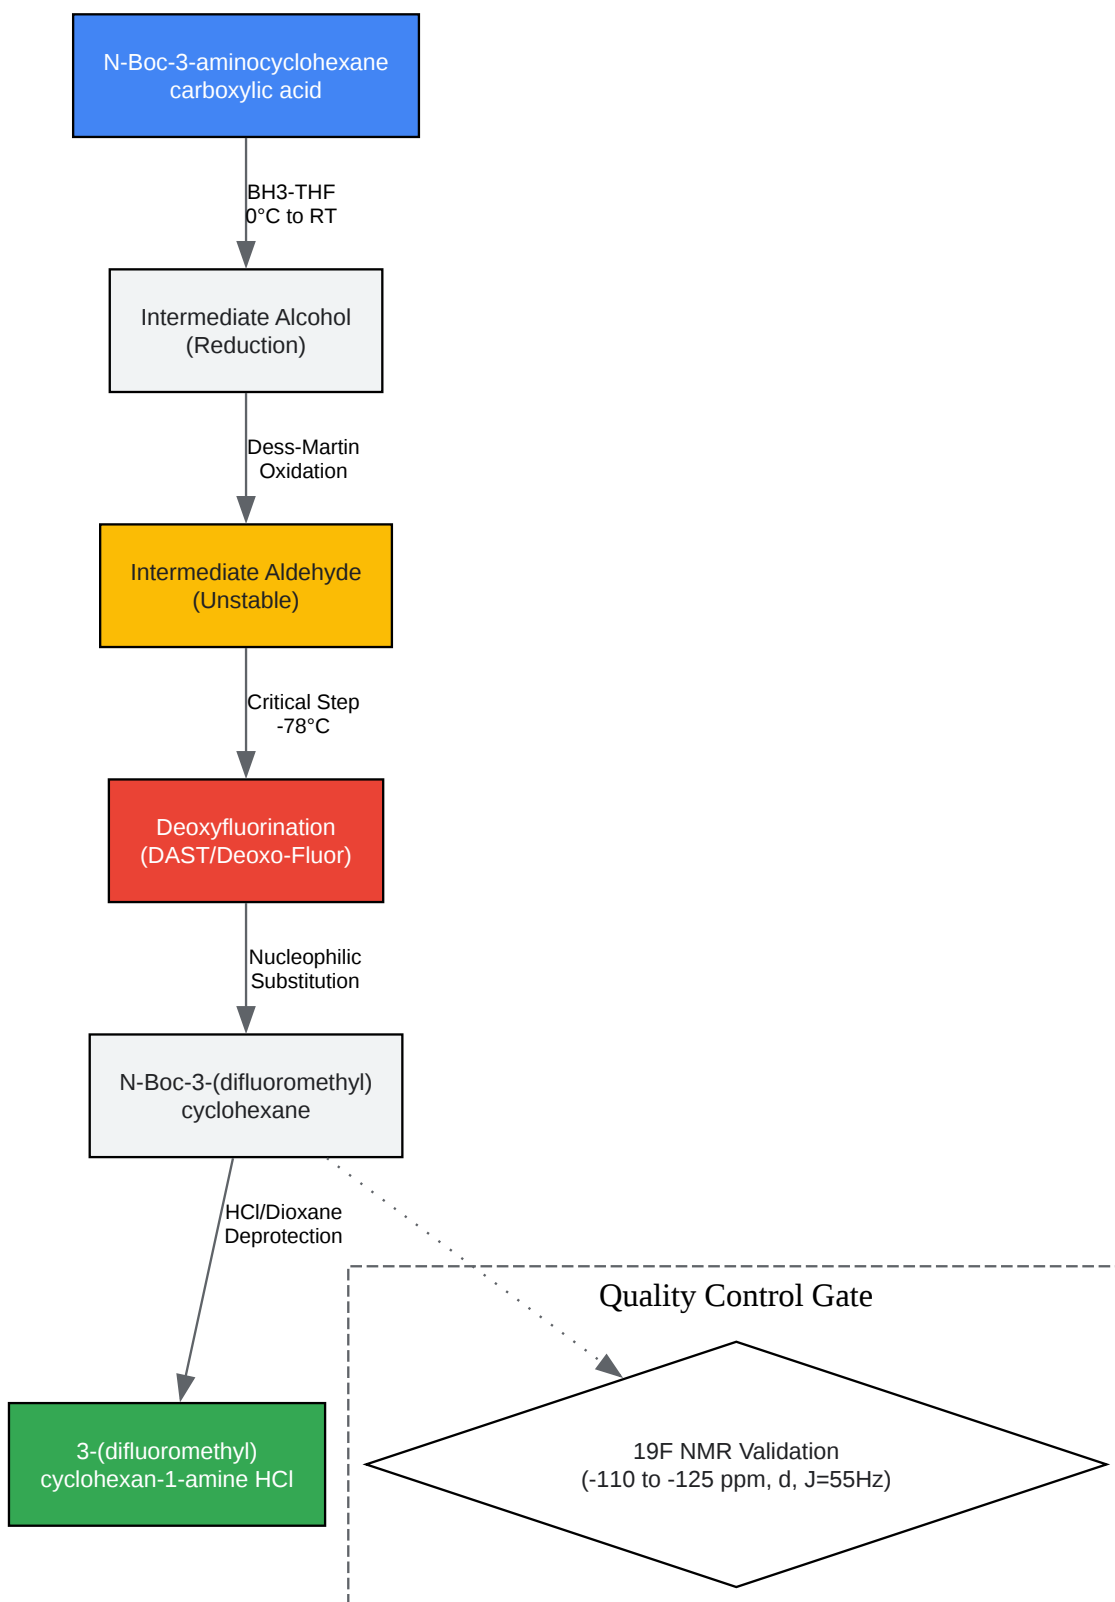 N-Boc-3-aminocyclohexane
carboxylic acid
BH3-THF
0°C to RT
Intermediate Alcohol
(Reduction)
Dess-Martin
Oxidation
Intermediate Aldehyde
(Unstable)
Critical Step
-78°C
Deoxyfluorination
(DAST/Deoxo-Fluor)
Nucleophilic
Substitution
N-Boc-3-(difluoromethyl)
cyclohexane
HCl/Dioxane
Deprotection
Quality Control Gate
3-(difluoromethyl)
cyclohexan-1-amine HCl
19F NMR Validation
(-110 to -125 ppm, d, J=55Hz)